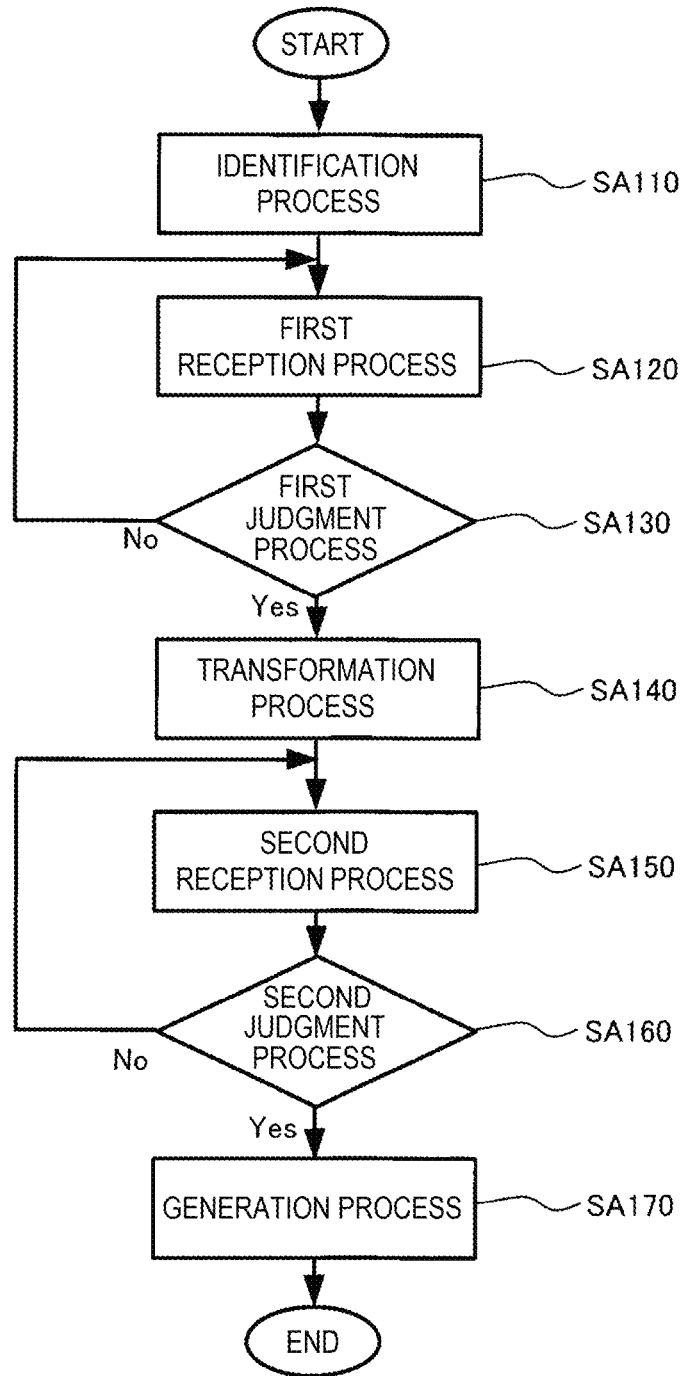 START
IDENTIFICATION
PROCESS
SA110
FIRST
RECEPTION PROCESS
SA120
FIRST
JUDGMENT
PROCESS
SA130
No
Yes
TRANSFORMATION
PROCESS
SA140
SECOND
RECEPTION PROCESS
SA150
SECOND
JUDGMENT
PROCESS
SA160
No
Yes
GENERATION PROCESS
SA170
END